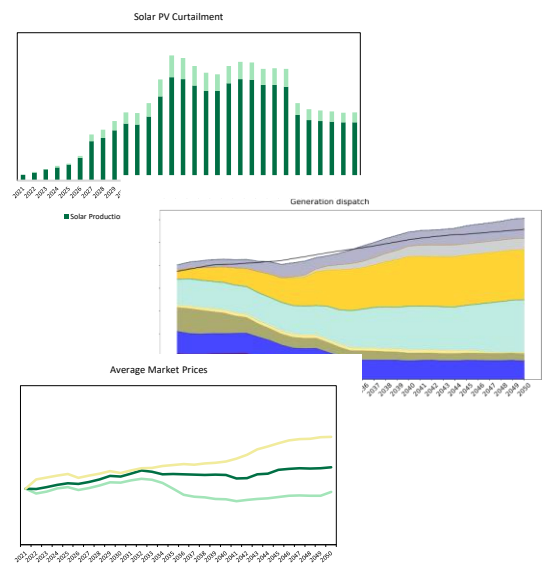 Solar PV Curtailment
2021 2022 2023 2024 2025 2026 2027 2028 2029
Solar Productio
Generation dispatch
2037 2038 2039 2040 2041 2042 2043 2044 2045 2046 2047 2048 2049 2050
Average Market Prices
2021 2022 2023 2024 2025 2026 2027 2028 2029 2030 2031 2032 2033 2034 2035 2036 2037 2038 2039 2040 2041 2042 2043 2044 2045 2046 2047 2048 2049 2050